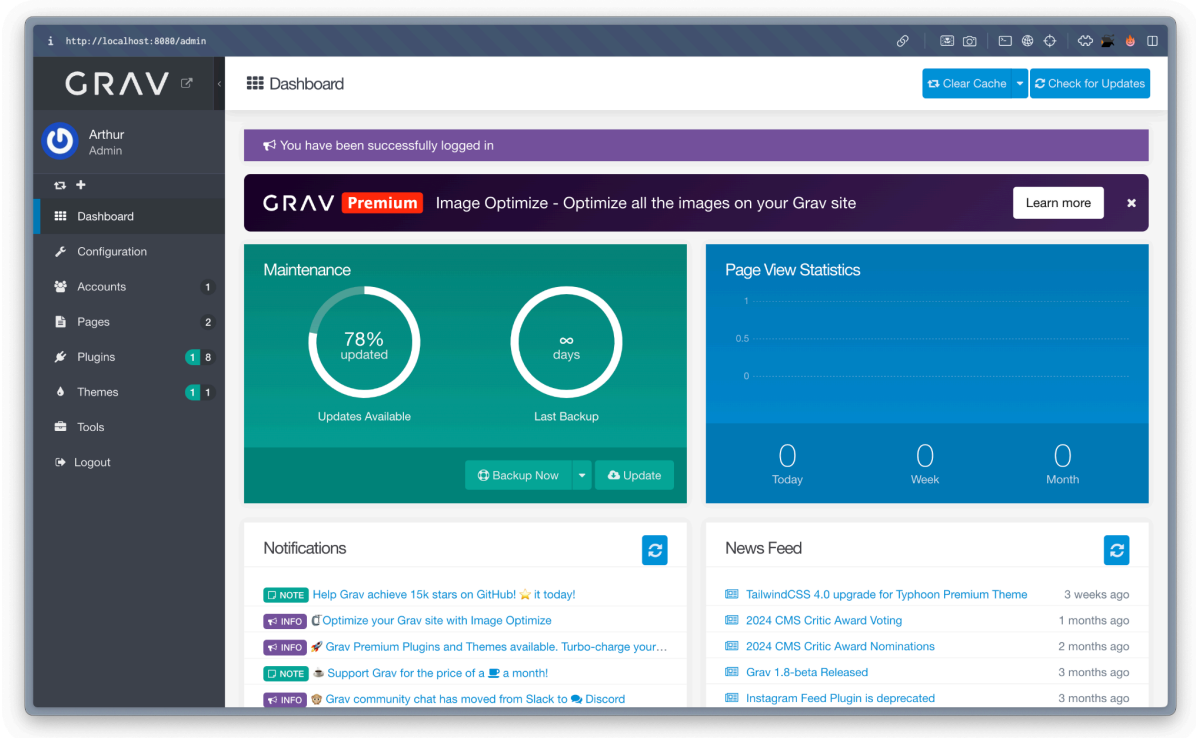 i http://localhost:8080/admin
GRAV
Dashboard
Clear Cache
Check for Updates
Arthur
Admin
You have been successfully logged in
GRAV Premium Image Optimize - Optimize all the images on your Grav site
Learn more
Dashboard
Configuration
Accounts 1
Pages 2
Plugins 1 8
Themes 1 1
Tools
Logout
Maintenance
78%
updated
Updates Available
∞
days
Last Backup
Backup Now
Update
Page View Statistics
1
0.5
0
0
Today
0
Week
0
Month
Notifications
NOTE Help Grav achieve 15k stars on GitHub! ⭐ it today!
INFO Optimize your Grav site with Image Optimize
INFO 🚀 Grav Premium Plugins and Themes available. Turbo-charge your...
NOTE ☕ Support Grav for the price of a a month!
INFO 🐵 Grav community chat has moved from Slack to Discord
News Feed
TailwindCSS 4.0 upgrade for Typhoon Premium Theme 3 weeks ago
2024 CMS Critic Award Voting 1 months ago
2024 CMS Critic Award Nominations 2 months ago
Grav 1.8-beta Released 3 months ago
Instagram Feed Plugin is deprecated 3 months ago